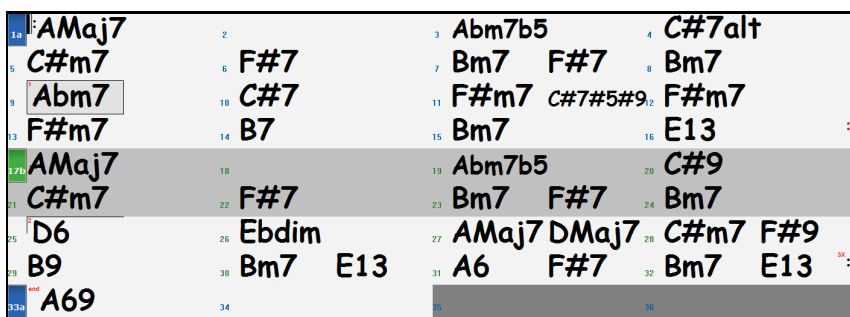 1a AMaj7 2 3 Abm7b5 4 C#7alt
5 C#m7 6 F#7 7 Bm7 F#7 8 Bm7
9 1 Abm7 10 C#7 11 F#m7 C#7#5#9 12 F#m7
13 F#m7 14 B7 15 Bm7 16 E13
17b AMaj7 18 19 Abm7b5 20 C#9
21 C#m7 22 F#7 23 Bm7 F#7 24 Bm7
25 2 D6 26 Ebdim 27 AMaj7 DMaj7 28 C#m7 F#9
29 B9 30 Bm7 E13 31 A6 F#7 32 Bm7 E13 3X
33a end A69 34 35 36